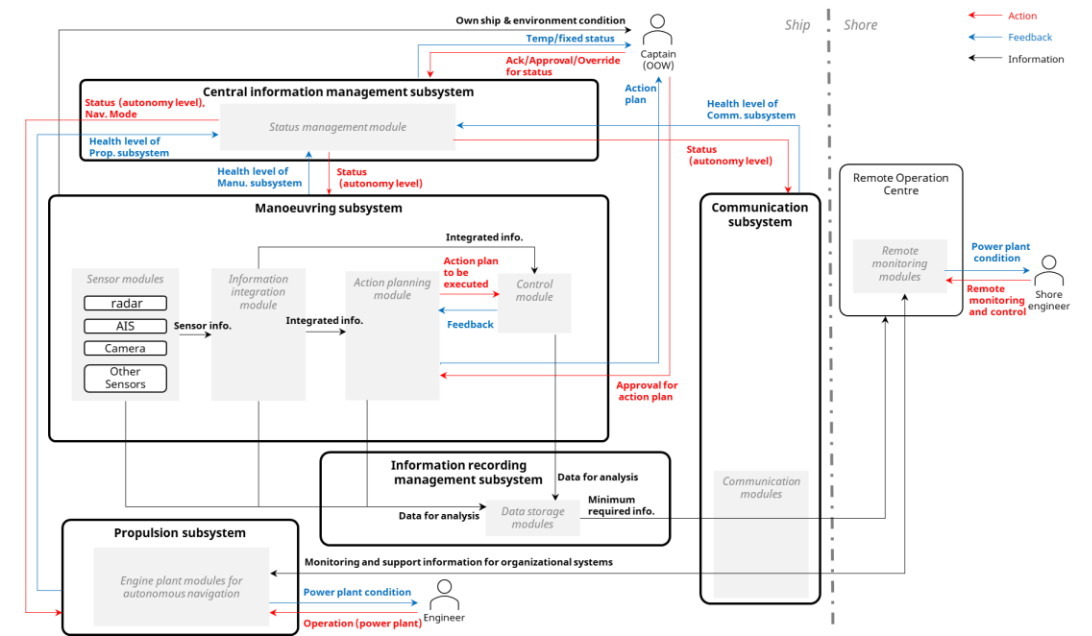 Own ship & environment condition
Temp/fixed status
Ack/Approval/Override
for status
Captain
(OOW)
Ship
Shore
Action
Feedback
Information
Central information management subsystem
Status (autonomy level),
Nav. Mode
Status management module
Health level of
Prop. subsystem
Action
plan
Health level of
Comm. subsystem
Status
(autonomy level)
Health level of
Manu. subsystem
Status
(autonomy level)
Manoeuvring subsystem
Communication
subsystem
Remote Operation
Centre
Integrated info.
Sensor modules
radar
AIS
Camera
Other
Sensors
Sensor info.
Information
integration
module
Integrated info.
Action planning
module
Action plan
to be
executed
Feedback
Control
module
Remote
monitoring
modules
Power plant
condition
Remote
monitoring
and control
Shore
engineer
Approval for
action plan
Information recording
management subsystem
Data for analysis
Data for analysis
Data storage
modules
Minimum
required info.
Communication
modules
Propulsion subsystem
Engine plant modules for
autonomous navigation
Monitoring and support information for organizational systems
Power plant condition
Operation (power plant)
Engineer